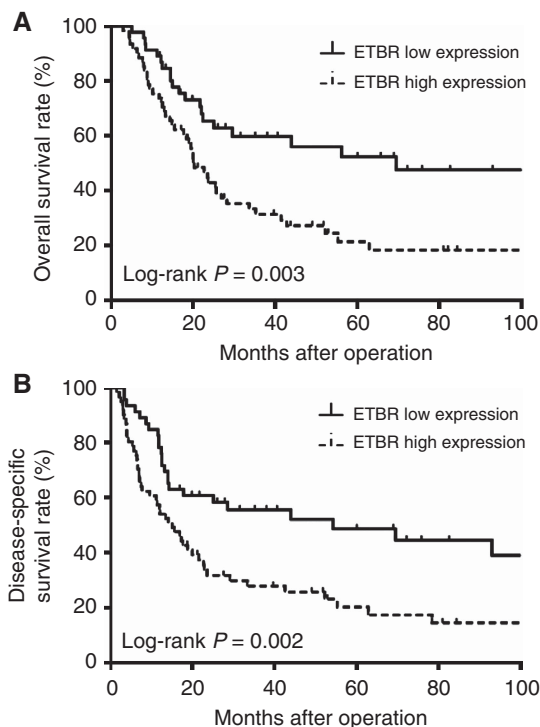 A
100
80
60
40
20
0
Overall survival rate (%)
ETBR low expression
ETBR high expression
Log-rank P = 0.003
0 20 40 60 80 100
Months after operation
B
100
80
60
40
20
0
Disease-specific
survival rate (%)
ETBR low expression
ETBR high expression
Log-rank P = 0.002
0 20 40 60 80 100
Months after operation